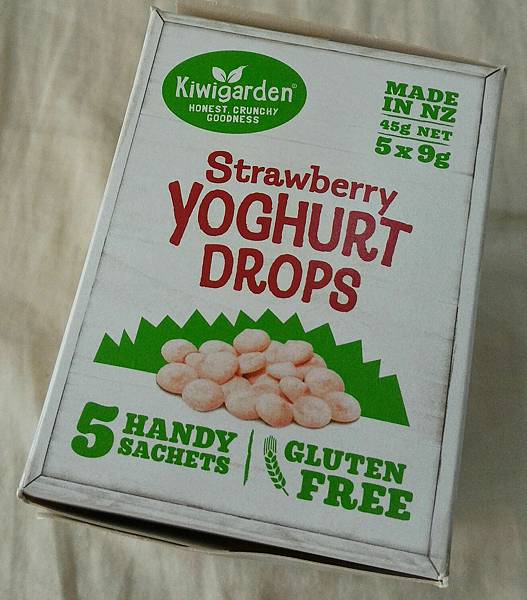 Kiwigarden
HONEST, CRUNCHY
GOODNESS
MADE
IN NZ
45g NET
5 x 9g
Strawberry
YOGHURT
DROPS
5 HANDY
SACHETS
GLUTEN
FREE